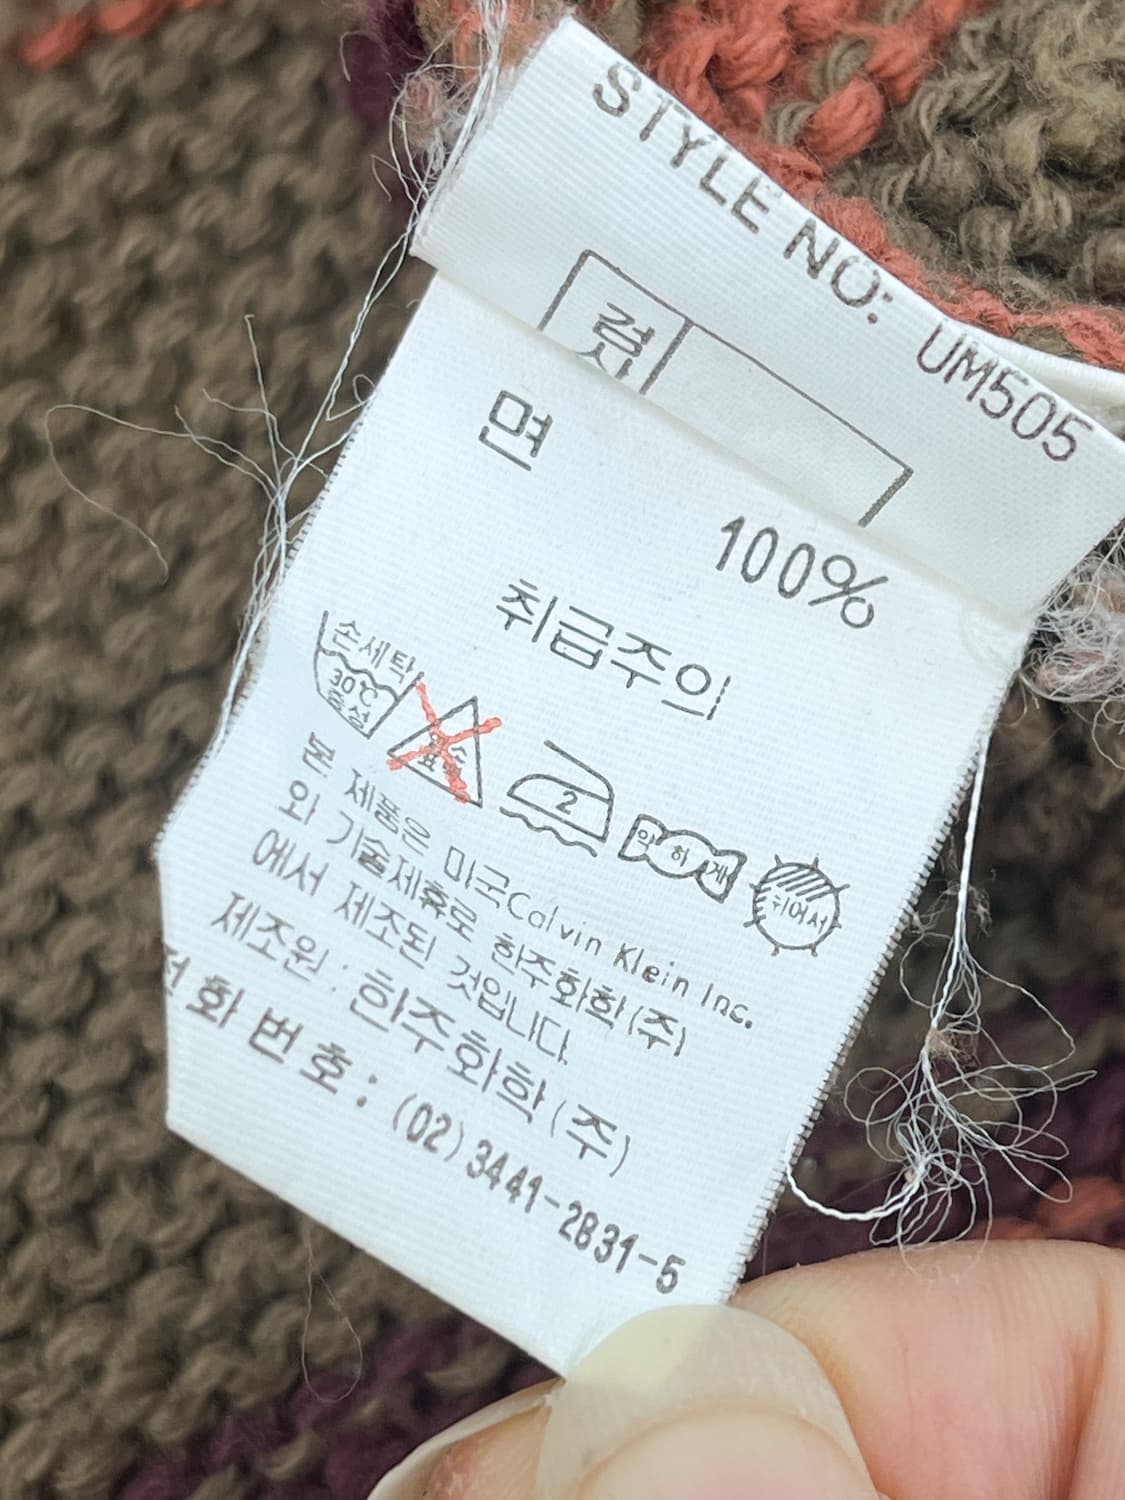 STYLE NO: UM505
면
100%
취급주의
손세탁
30℃
중성
2
약하게
뉘어서
본 제품은 미국Calvin Klein Inc.
와 기술제휴로 한주화학(주)
에서 제조된 것입니다.
제조원: 한주화학(주)
전화번호: (02)3441-2831-5